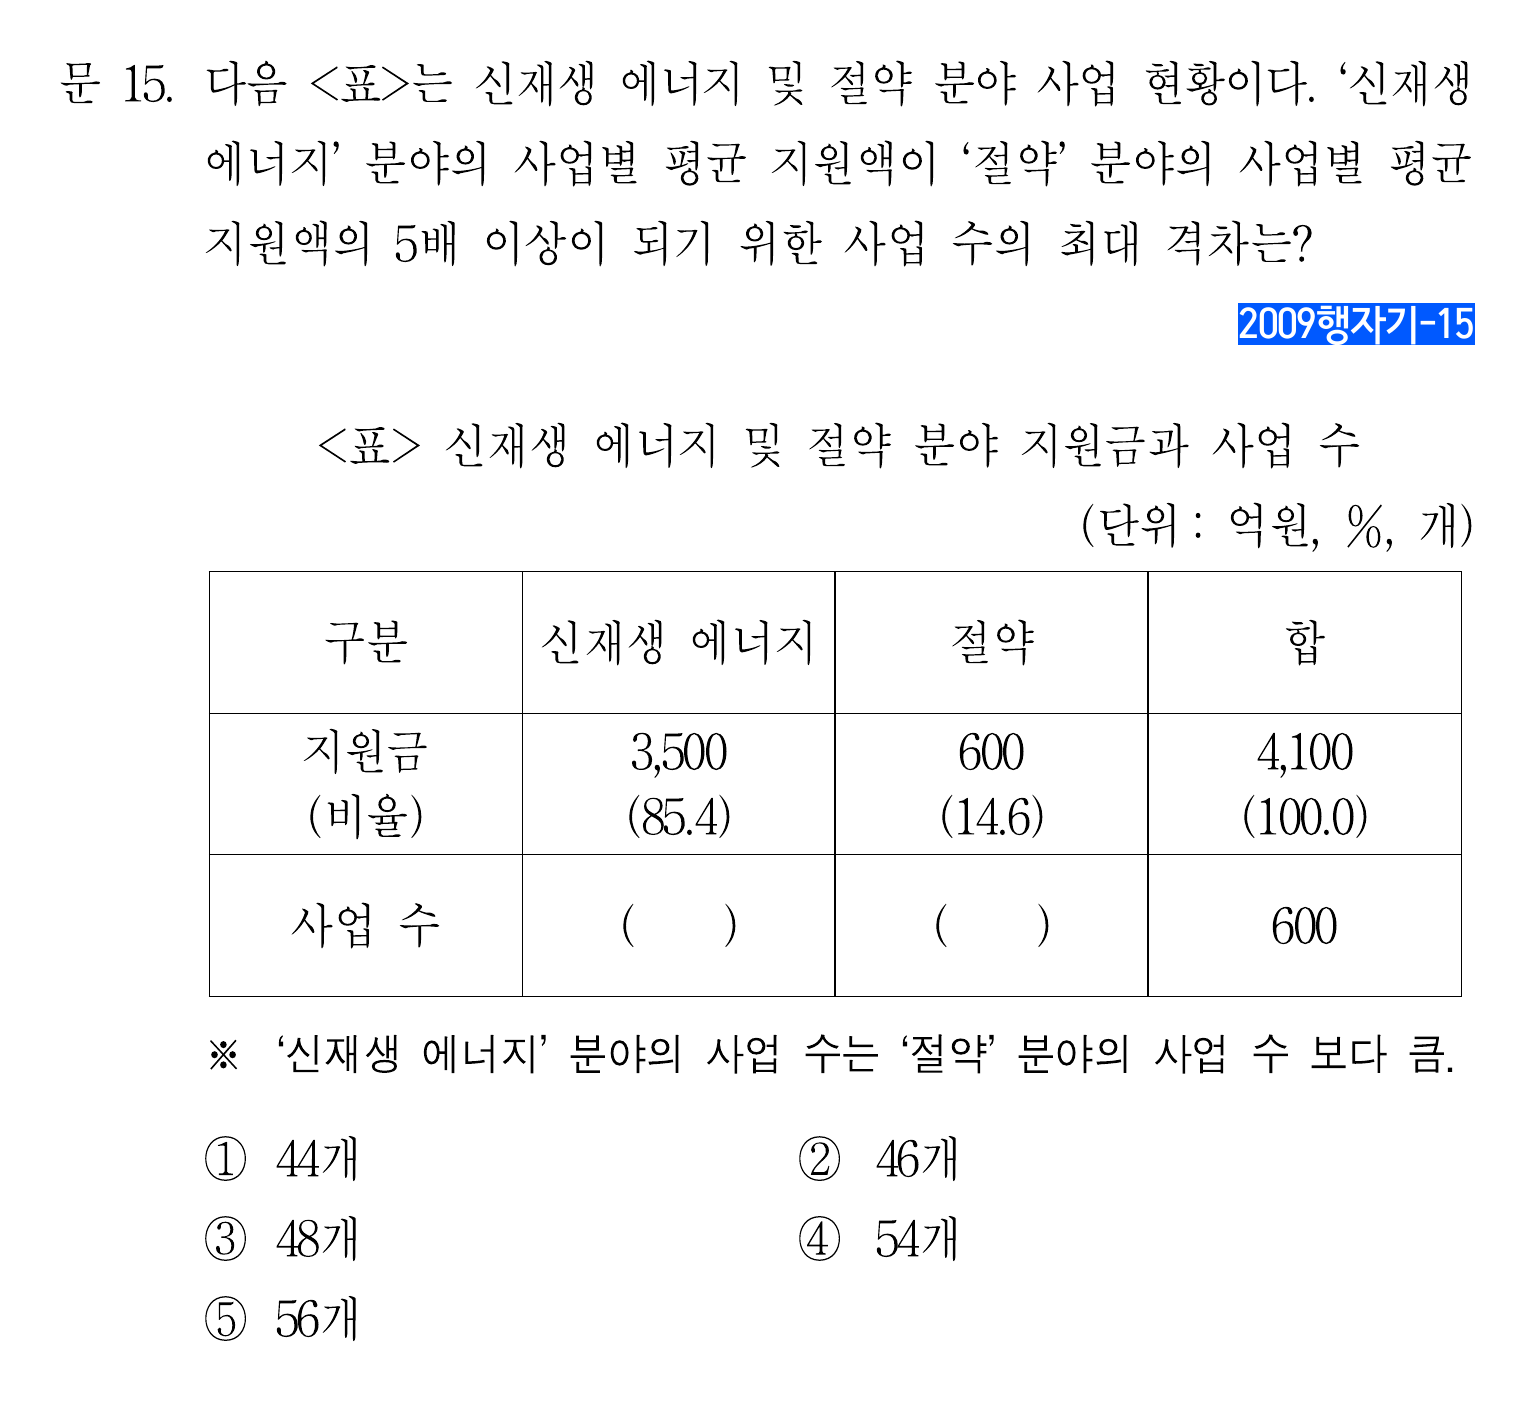 문 15. 다음 <표>는 신재생 에너지 및 절약 분야 사업 현황이다. ‘신재생
에너지’ 분야의 사업별 평균 지원액이 ‘절약’ 분야의 사업별 평균
지원액의 5배 이상이 되기 위한 사업 수의 최대 격차는?
2009행자기-15
<표> 신재생 에너지 및 절약 분야 지원금과 사업 수
(단위 : 억원, %, 개)
구분 신재생 에너지 절약 합
지원금 3,500 600 4,100
(비율) (85.4) (14.6) (100.0)
사업 수 ( ) ( ) 600
※ ‘신재생 에너지’ 분야의 사업 수는 ‘절약’ 분야의 사업 수 보다 큼.
① 44개 ② 46개
③ 48개 ④ 54개
⑤ 56개